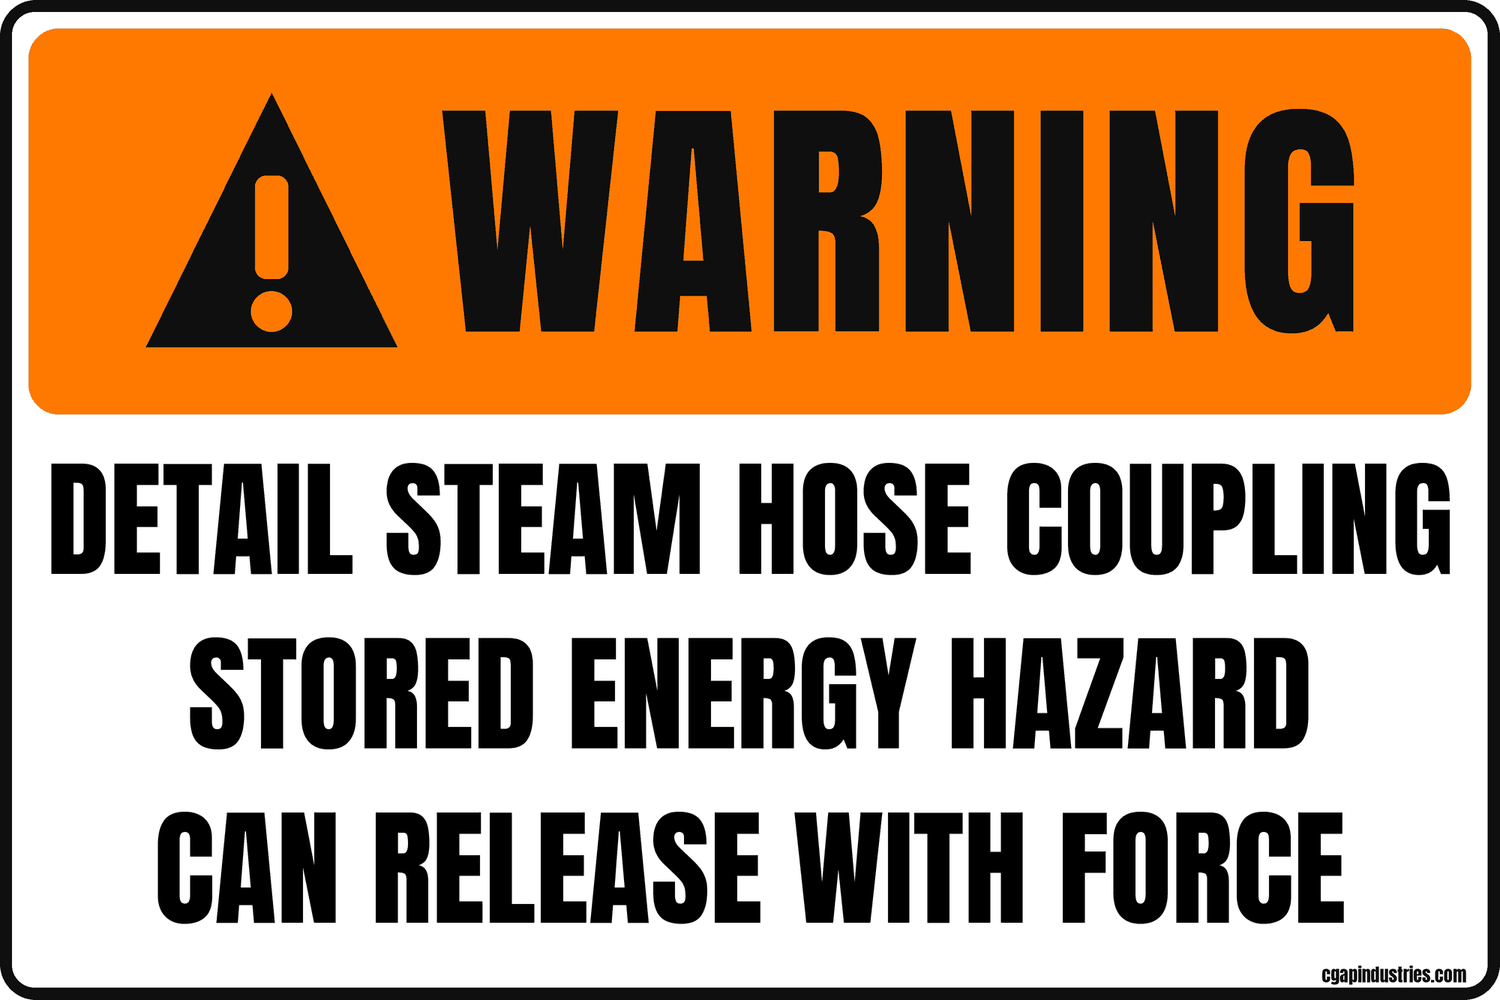 WARNING
DETAIL STEAM HOSE COUPLING
STORED ENERGY HAZARD
CAN RELEASE WITH FORCE
cgapindustries.com